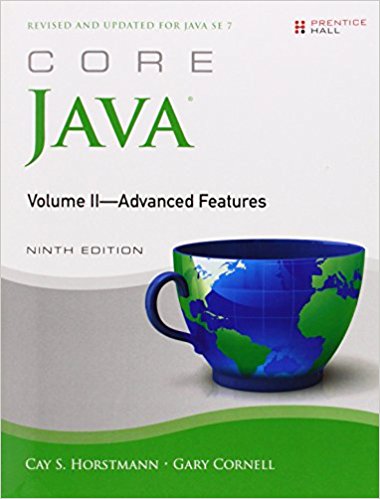 REVISED AND UPDATED FOR JAVA SE 7
PRENTICE
HALL
CORE
JAVA®
Volume II—Advanced Features
NINTH EDITION
CAY S. HORSTMANN • GARY CORNELL